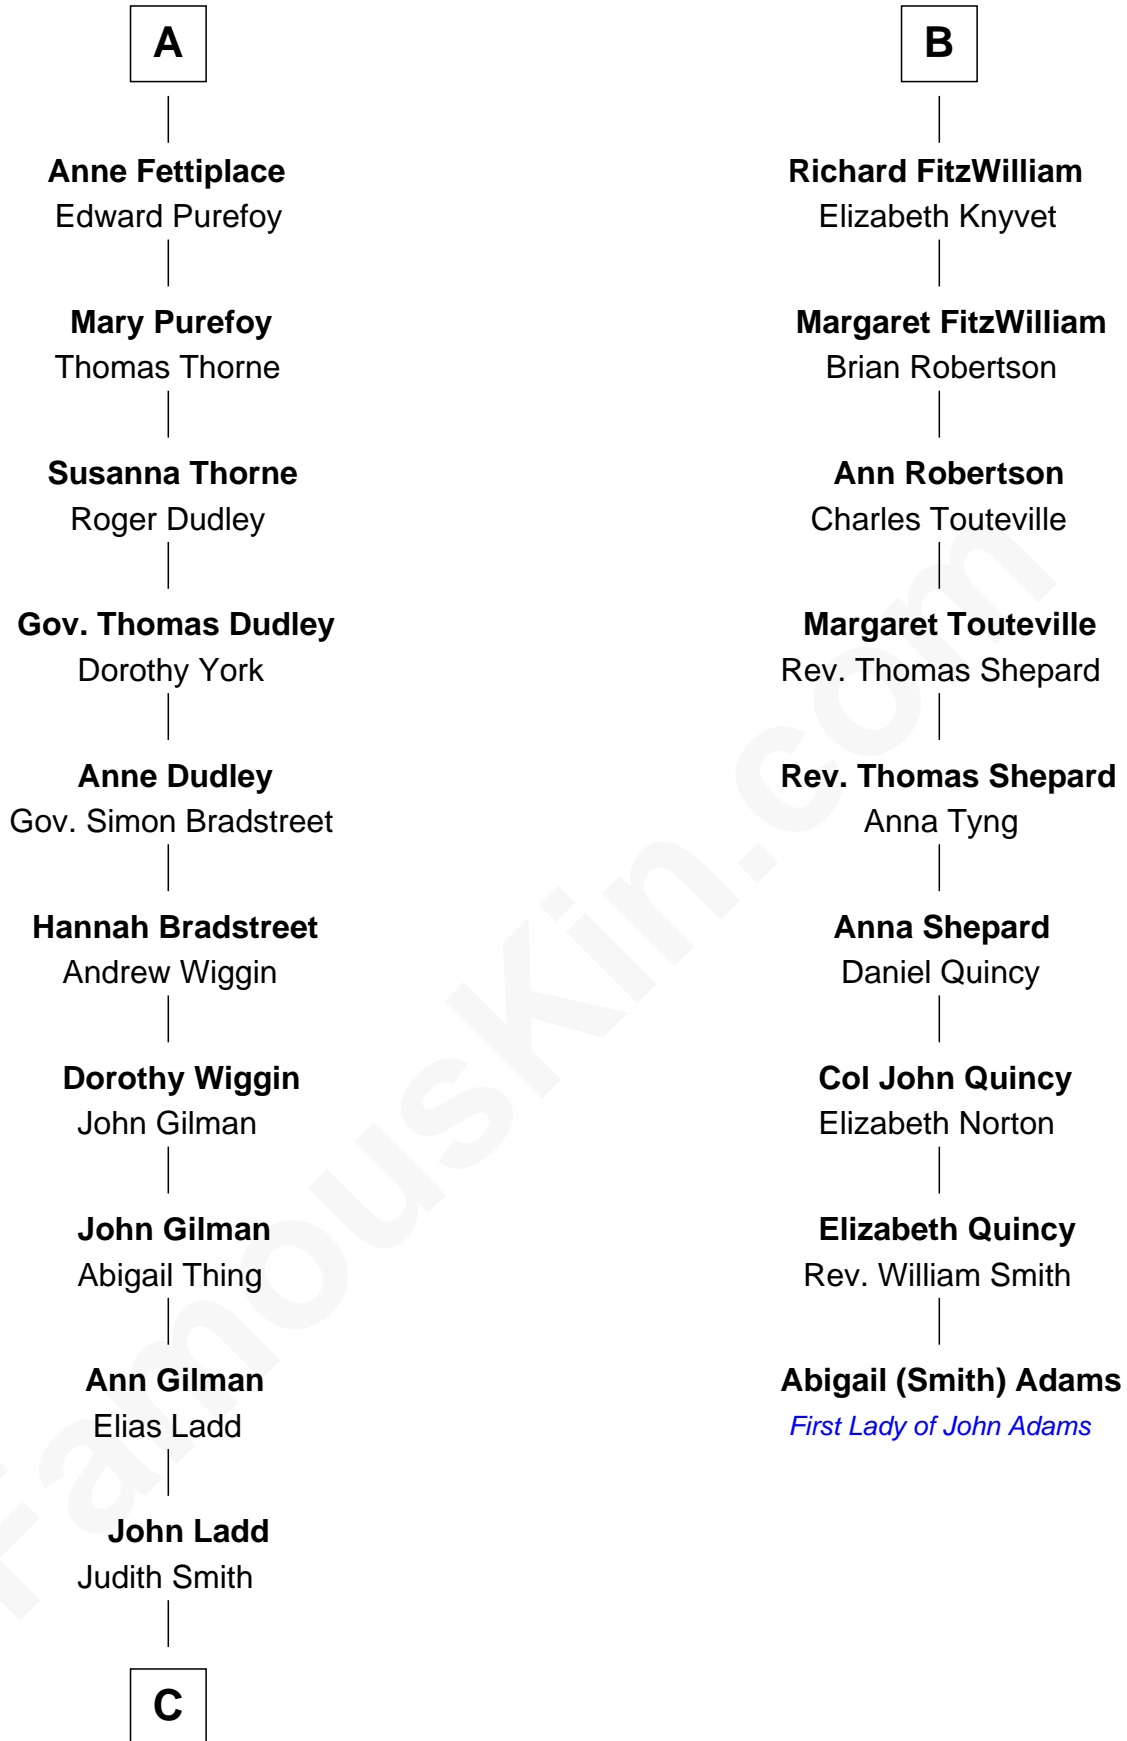 A
Anne Fettiplace
Edward Purefoy
Mary Purefoy
Thomas Thorne
Susanna Thorne
Roger Dudley
Gov. Thomas Dudley
Dorothy York
Anne Dudley
Gov. Simon Bradstreet
Hannah Bradstreet
Andrew Wiggin
Dorothy Wiggin
John Gilman
John Gilman
Abigail Thing
Ann Gilman
Elias Ladd
John Ladd
Judith Smith
C
B
Richard FitzWilliam
Elizabeth Knyvet
Margaret FitzWilliam
Brian Robertson
Ann Robertson
Charles Touteville
Margaret Touteville
Rev. Thomas Shepard
Rev. Thomas Shepard
Anna Tyng
Anna Shepard
Daniel Quincy
Col John Quincy
Elizabeth Norton
Elizabeth Quincy
Rev. William Smith
Abigail (Smith) Adams
First Lady of John Adams
FamousKin.com